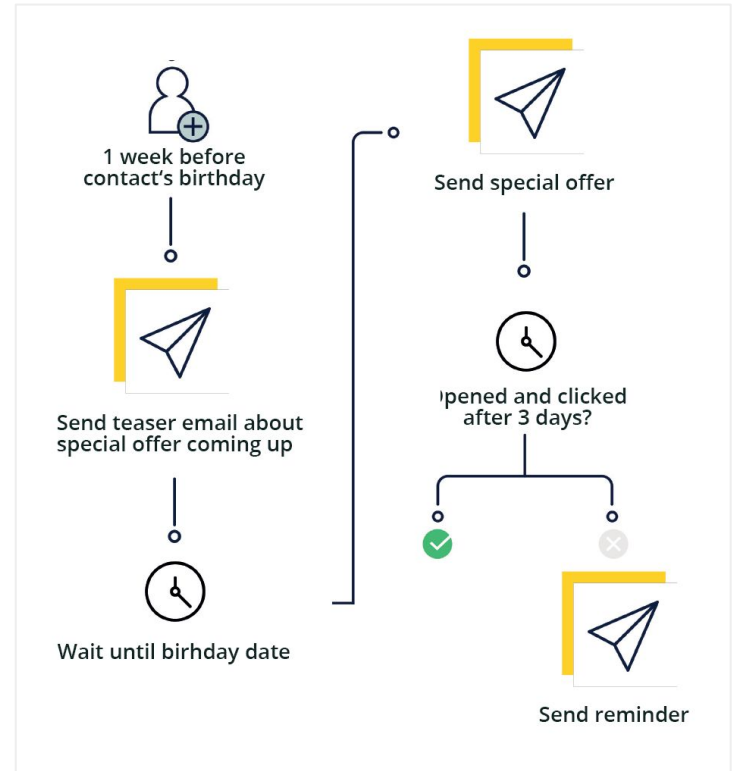 1 week before
contact's birthday
Send teaser email about
special offer coming up
Wait until birhday date
Send special offer
pened and clicked
after 3 days?
Send reminder